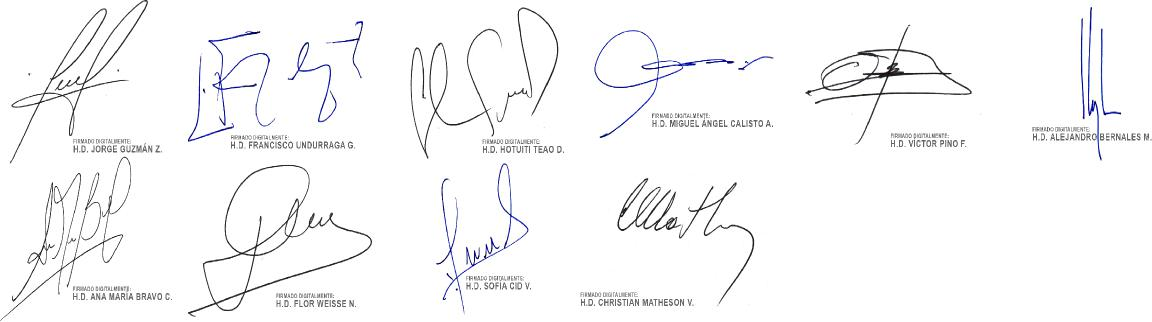 FIRMADO DIGITALMENTE:
H.D. JORGE GUZMÁN Z.
FIRMADO DIGITALMENTE:
H.D. FRANCISCO UNDURRAGA G.
FIRMADO DIGITALMENTE:
H.D. HOTUITI TEAO D.
FIRMADO DIGITALMENTE:
H.D. MIGUEL ÁNGEL CALISTO A.
FIRMADO DIGITALMENTE:
H.D. VÍCTOR PINO F.
FIRMADO DIGITALMENTE:
H.D. ALEJANDRO BERNALES M.
FIRMADO DIGITALMENTE:
H.D. ANA MARÍA BRAVO C.
FIRMADO DIGITALMENTE:
H.D. FLOR WEISSE N.
FIRMADO DIGITALMENTE:
H.D. SOFÍA CID V.
FIRMADO DIGITALMENTE:
H.D. CHRISTIAN MATHESON V.